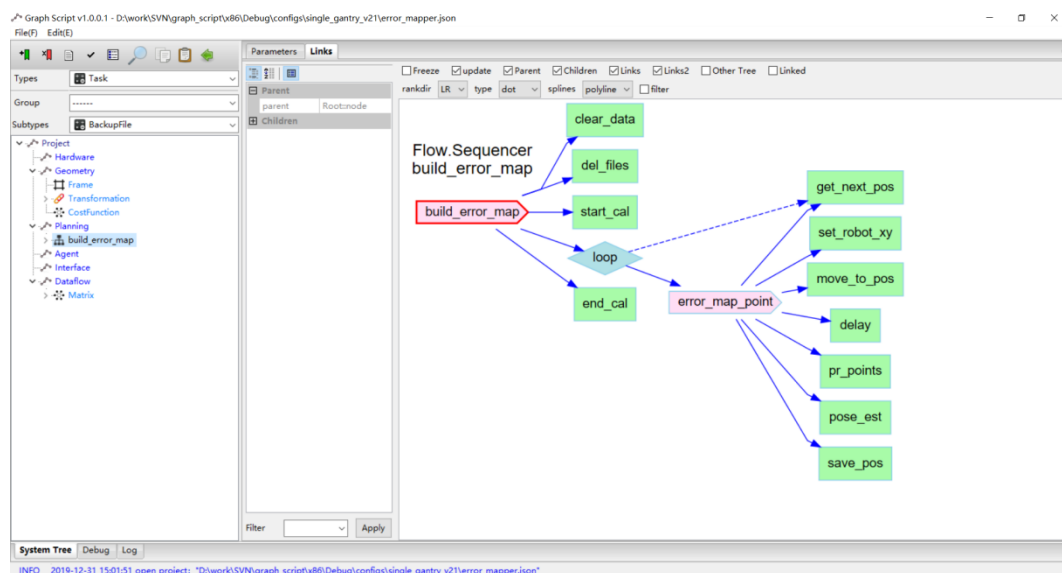 Graph Script v1.0.0.1 - D:\work\SVN\graph_script\x86\Debug\configs\single_gantry_v21\error_mapper.json
File(F) Edit(E)
Types Task
Group ------
Subtypes BackupFile
Project
Hardware
Geometry
Frame
Transformation
CostFunction
Planning
build_error_map
Agent
Interface
Dataflow
Matrix
Parameters Links
Parent
parent Root:node
Children
Filter Apply
Freeze update Parent Children Links Links2 Other Tree Linked
rankdir LR type dot splines polyline filter
Flow.Sequencer
build_error_map
build_error_map
clear_data
del_files
start_cal
loop
end_cal
error_map_point
get_next_pos
set_robot_xy
move_to_pos
delay
pr_points
pose_est
save_pos
System Tree Debug Log
INFO 2019-12-31 15:01:51 open project: "D:\work\SVN\graph_script\x86\Debug\configs\single_gantry_v21\error_mapper.json"